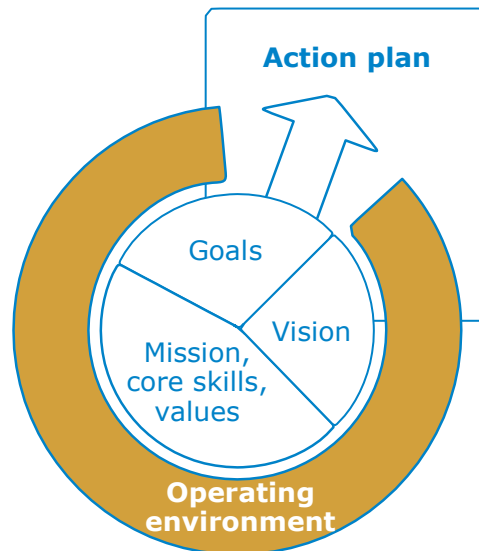 Action plan
Goals
Vision
Mission,
core skills,
values
Operating
environment